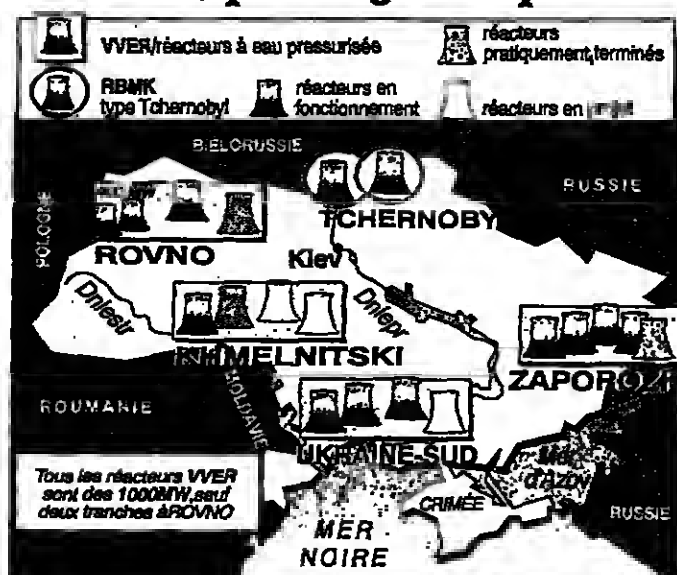 VVER/réacteurs à eau pressurisée
réacteurs
pratiquement terminés
RBMK
type Tchernobyl
réacteurs en
fonctionnement
réacteurs en
BIELORUSSIE
RUSSIE
POLOGNE
TCHERNOBY
ROVNO
Kiev
Dniestr
Dniepr
KHMELNITSKI
ZAPOROZ
ROUMANIE
MOLDAVIE
UKRAINE-SUD
Tous les réacteurs VVER
sont des 1000MW, sauf
deux tranches à ROVNO
Mer
d'Azov
CRIMÉE
RUSSIE
MER
NOIRE